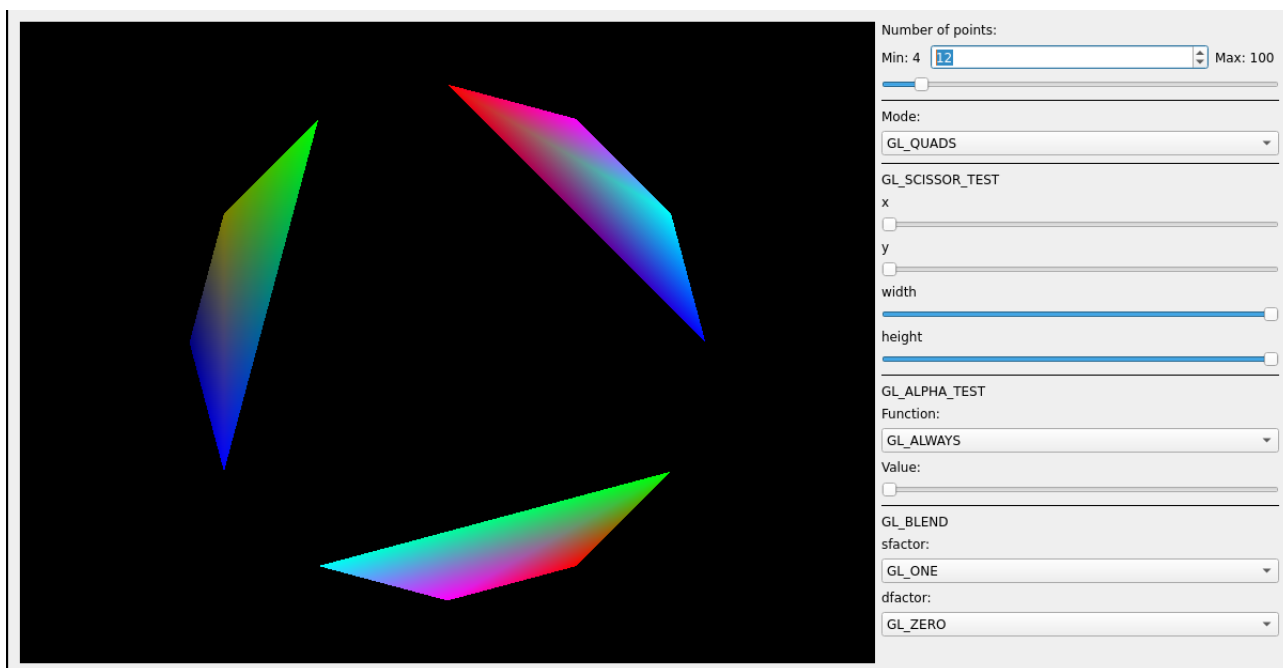 Number of points:
Min: 4 12 Max: 100
Mode:
GL_QUADS
GL_SCISSOR_TEST
x
y
width
height
GL_ALPHA_TEST
Function:
GL_ALWAYS
Value:
GL_BLEND
sfactor:
GL_ONE
dfactor:
GL_ZERO